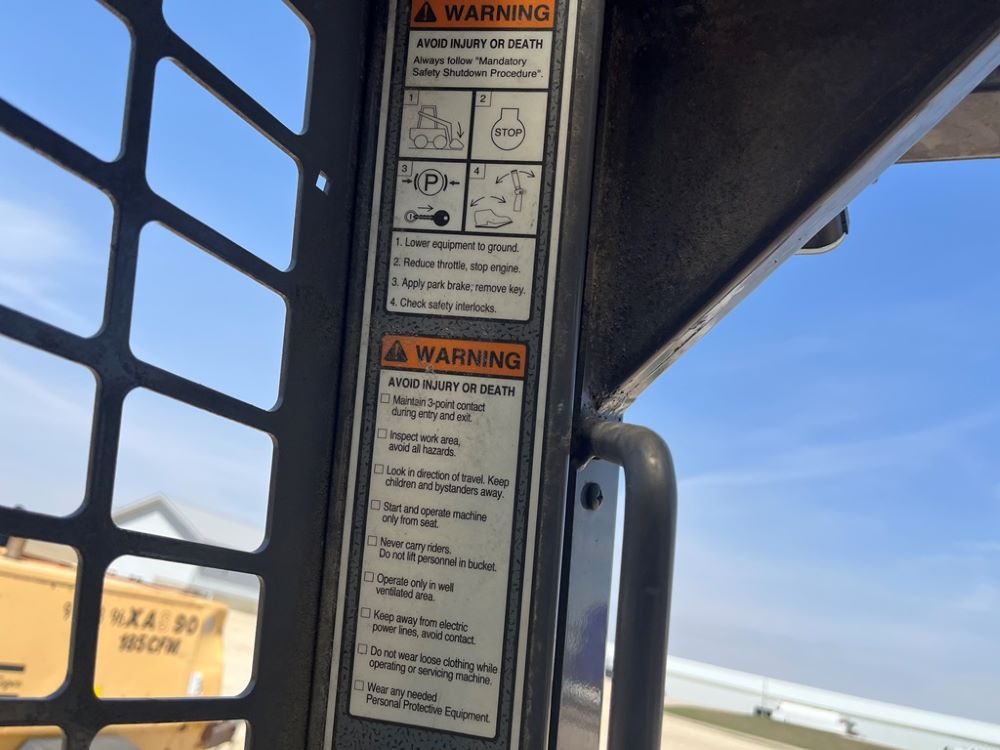 WARNING
AVOID INJURY OR DEATH
Always follow "Mandatory
Safety Shutdown Procedure".
1
2
STOP
3
P
4
1. Lower equipment to ground.
2. Reduce throttle, stop engine.
3. Apply park brake, remove key.
4. Check safety interlocks.
WARNING
AVOID INJURY OR DEATH
Maintain 3-point contact
during entry and exit.
Inspect work area,
avoid all hazards.
Look in direction of travel. Keep
children and bystanders away.
Start and operate machine
only from seat.
Never carry riders.
Do not lift personnel in bucket.
Operate only in well
ventilated area.
Keep away from electric
power lines, avoid contact.
Do not wear loose clothing while
operating or servicing machine.
Wear any needed
Personal Protective Equipment.
185 CFM